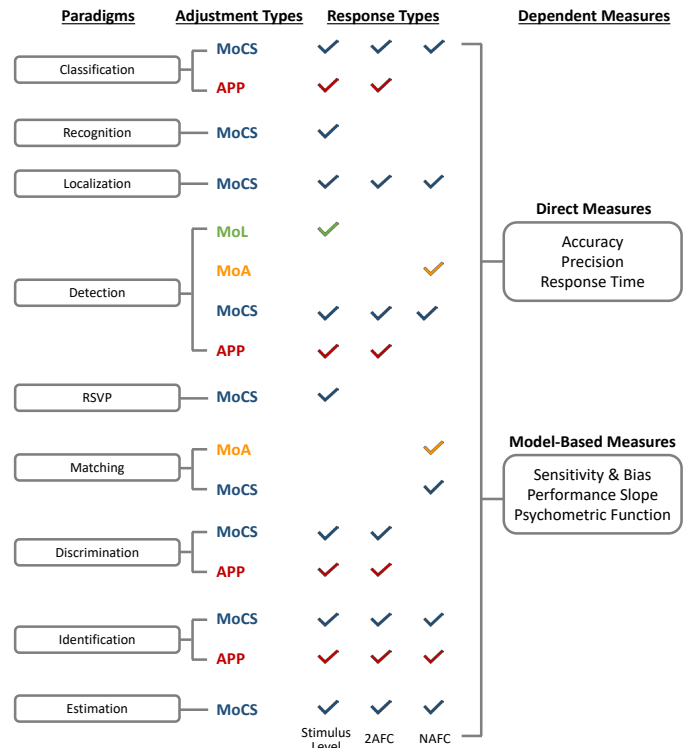 Paradigms Adjustment Types Response Types Dependent Measures
MoCS
Classification
APP
Recognition MoCS
Localization MoCS
Direct Measures
MoL
Accuracy
MoA Precision
Detection Response Time
MoCS
APP
RSVP MoCS
Model-Based Measures
MoA
Matching Sensitivity & Bias
MoCS Performance Slope
Psychometric Function
MoCS
Discrimination
APP
MoCS
Identification
APP
Estimation MoCS
Stimulus Level 2AFC NAFC